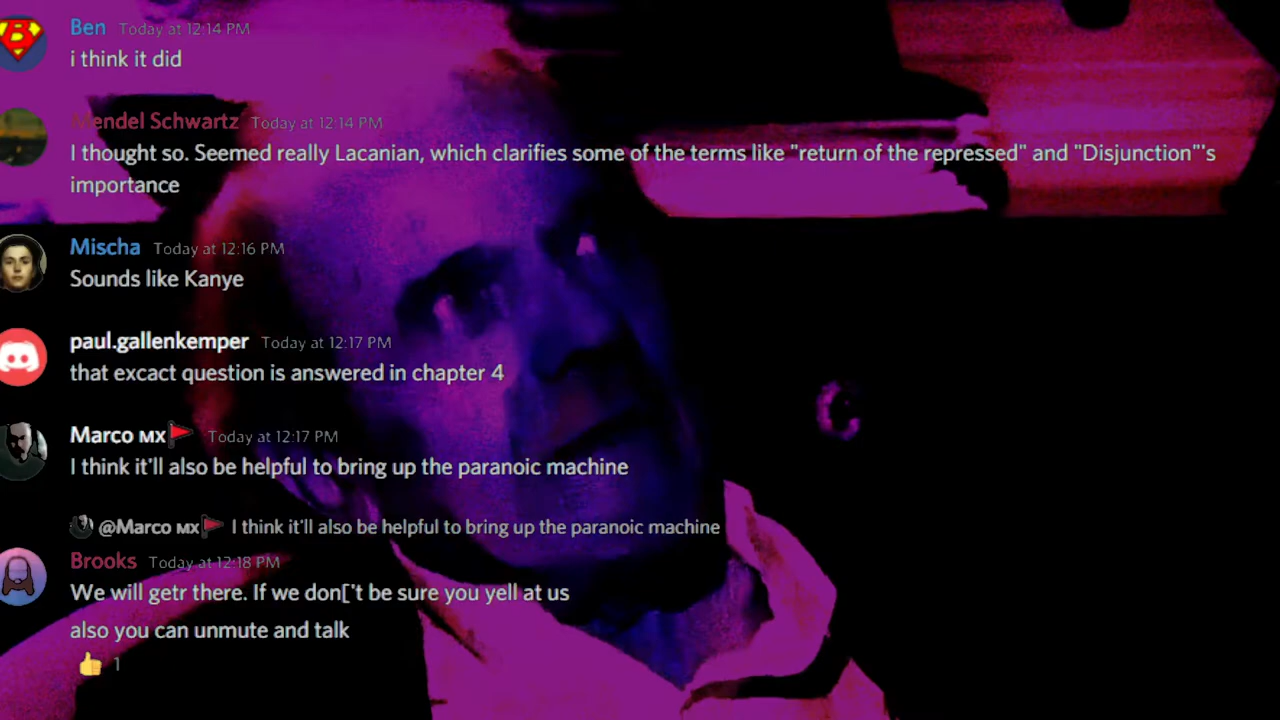 Ben Today at 12:14 PM
i think it did
Mendel Schwartz Today at 12:14 PM
I thought so. Seemed really Lacanian, which clarifies some of the terms like "return of the repressed" and "Disjunction"'s
importance
Mischa Today at 12:16 PM
Sounds like Kanye
paul.gallenkemper Today at 12:17 PM
that excact question is answered in chapter 4
Marco ᴍx🚩 Today at 12:17 PM
I think it'll also be helpful to bring up the paranoic machine
@Marco ᴍx🚩 I think it'll also be helpful to bring up the paranoic machine
Brooks Today at 12:18 PM
We will getr there. If we don['t be sure you yell at us
also you can unmute and talk
👍 1